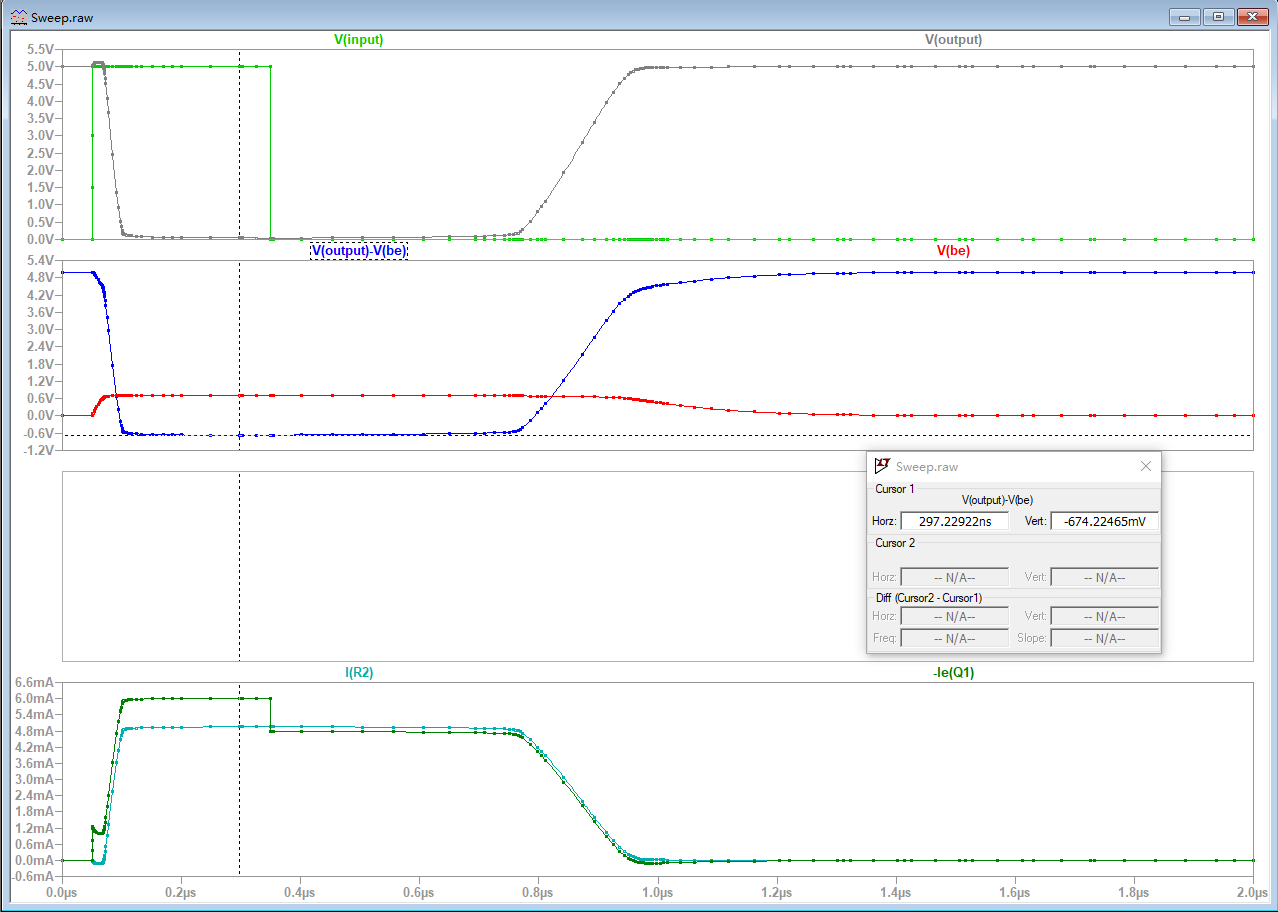 Sweep.raw
V(input) V(output)
5.5V
5.0V
4.5V
4.0V
3.5V
3.0V
2.5V
2.0V
1.5V
1.0V
0.5V
0.0V
V(output)-V(be) V(be)
5.4V
4.8V
4.2V
3.6V
3.0V
2.4V
1.8V
1.2V
0.6V
0.0V
-0.6V
-1.2V
Sweep.raw
Cursor 1
V(output)-V(be)
Horz: 297.22922ns Vert: -674.22465mV
Cursor 2
Horz: -- N/A-- Vert: -- N/A--
Diff (Cursor2 - Cursor1)
Horz: -- N/A-- Vert: -- N/A--
Freq: -- N/A-- Slope: -- N/A--
I(R2) -Ie(Q1)
6.6mA
6.0mA
5.4mA
4.8mA
4.2mA
3.6mA
3.0mA
2.4mA
1.8mA
1.2mA
0.6mA
0.0mA
-0.6mA
0.0µs 0.2µs 0.4µs 0.6µs 0.8µs 1.0µs 1.2µs 1.4µs 1.6µs 1.8µs 2.0µs